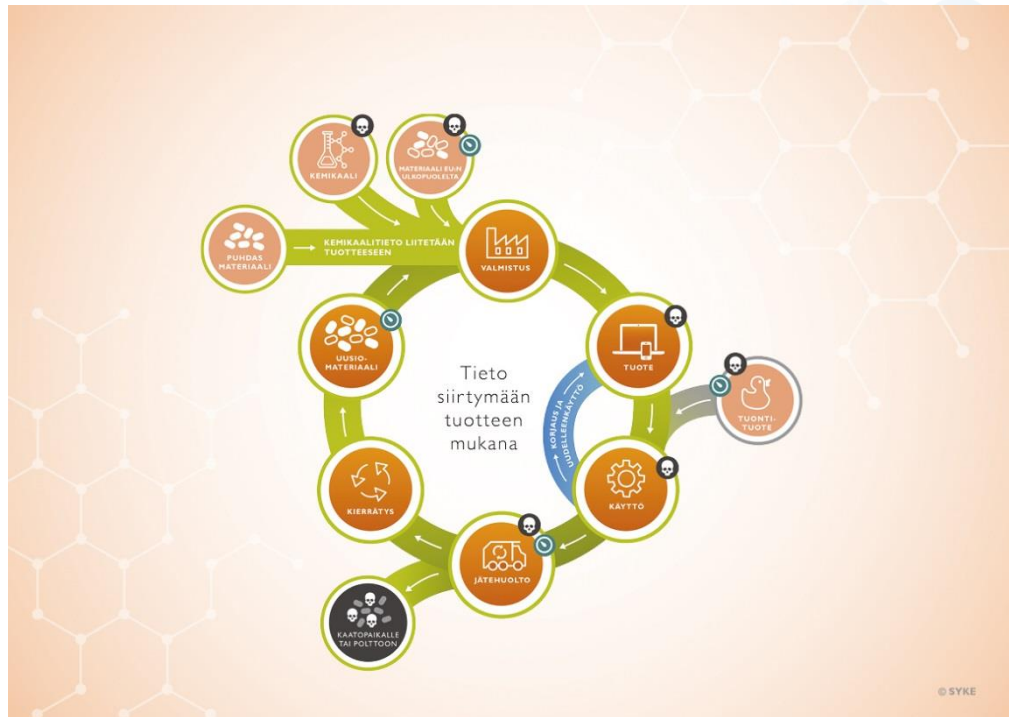 KEMIKAALI
MATERIAALI EU:N
ULKOPUOLELTA
PUHDAS
MATERIAALI
KEMIKAALITIETO LIITETÄÄN
TUOTTEESEEN
VALMISTUS
UUSIO-
MATERIAALI
TUOTE
Tieto
siirtymään
tuotteen
mukana
KORJAUS JA
UUDELLEENKÄYTTÖ
TUONTI-
TUOTE
KIERRÄTYS
KÄYTTÖ
JÄTEHUOLTO
KAATOPAIKALLE
TAI POLTTOON
© SYKE